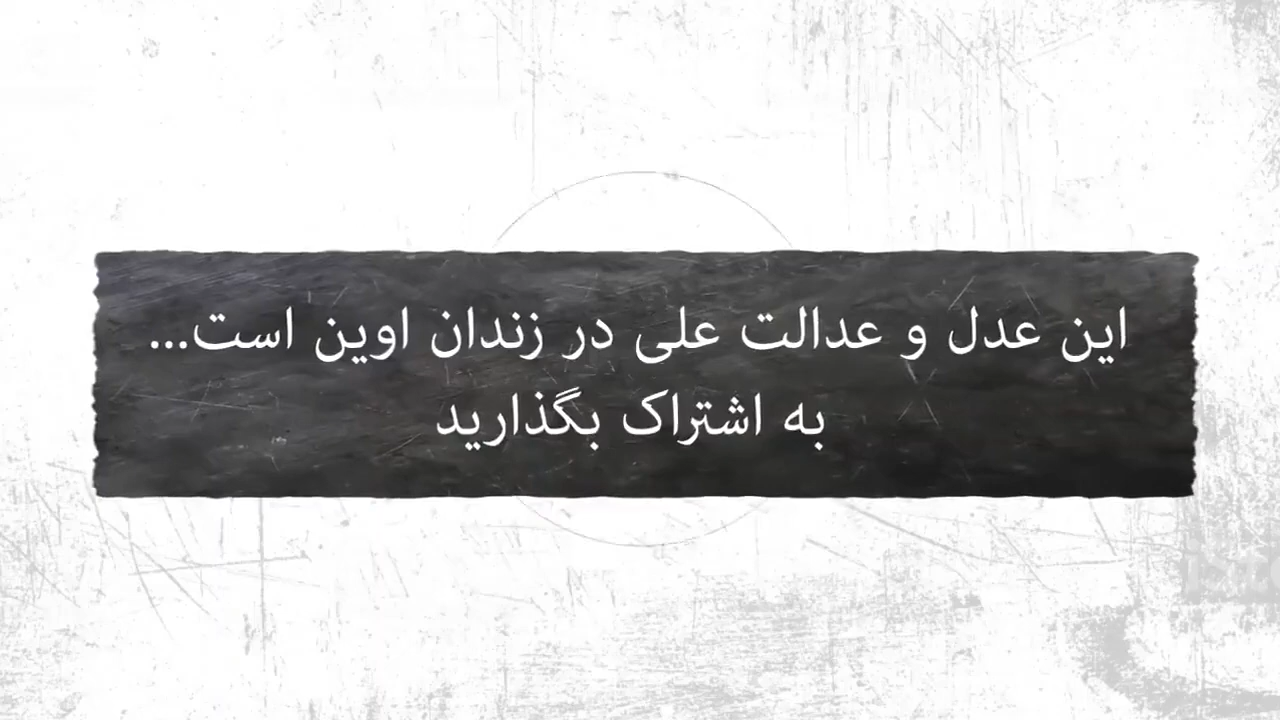 این عدل و عدالت علی در زندان اوین است...
به اشتراک بگذارید